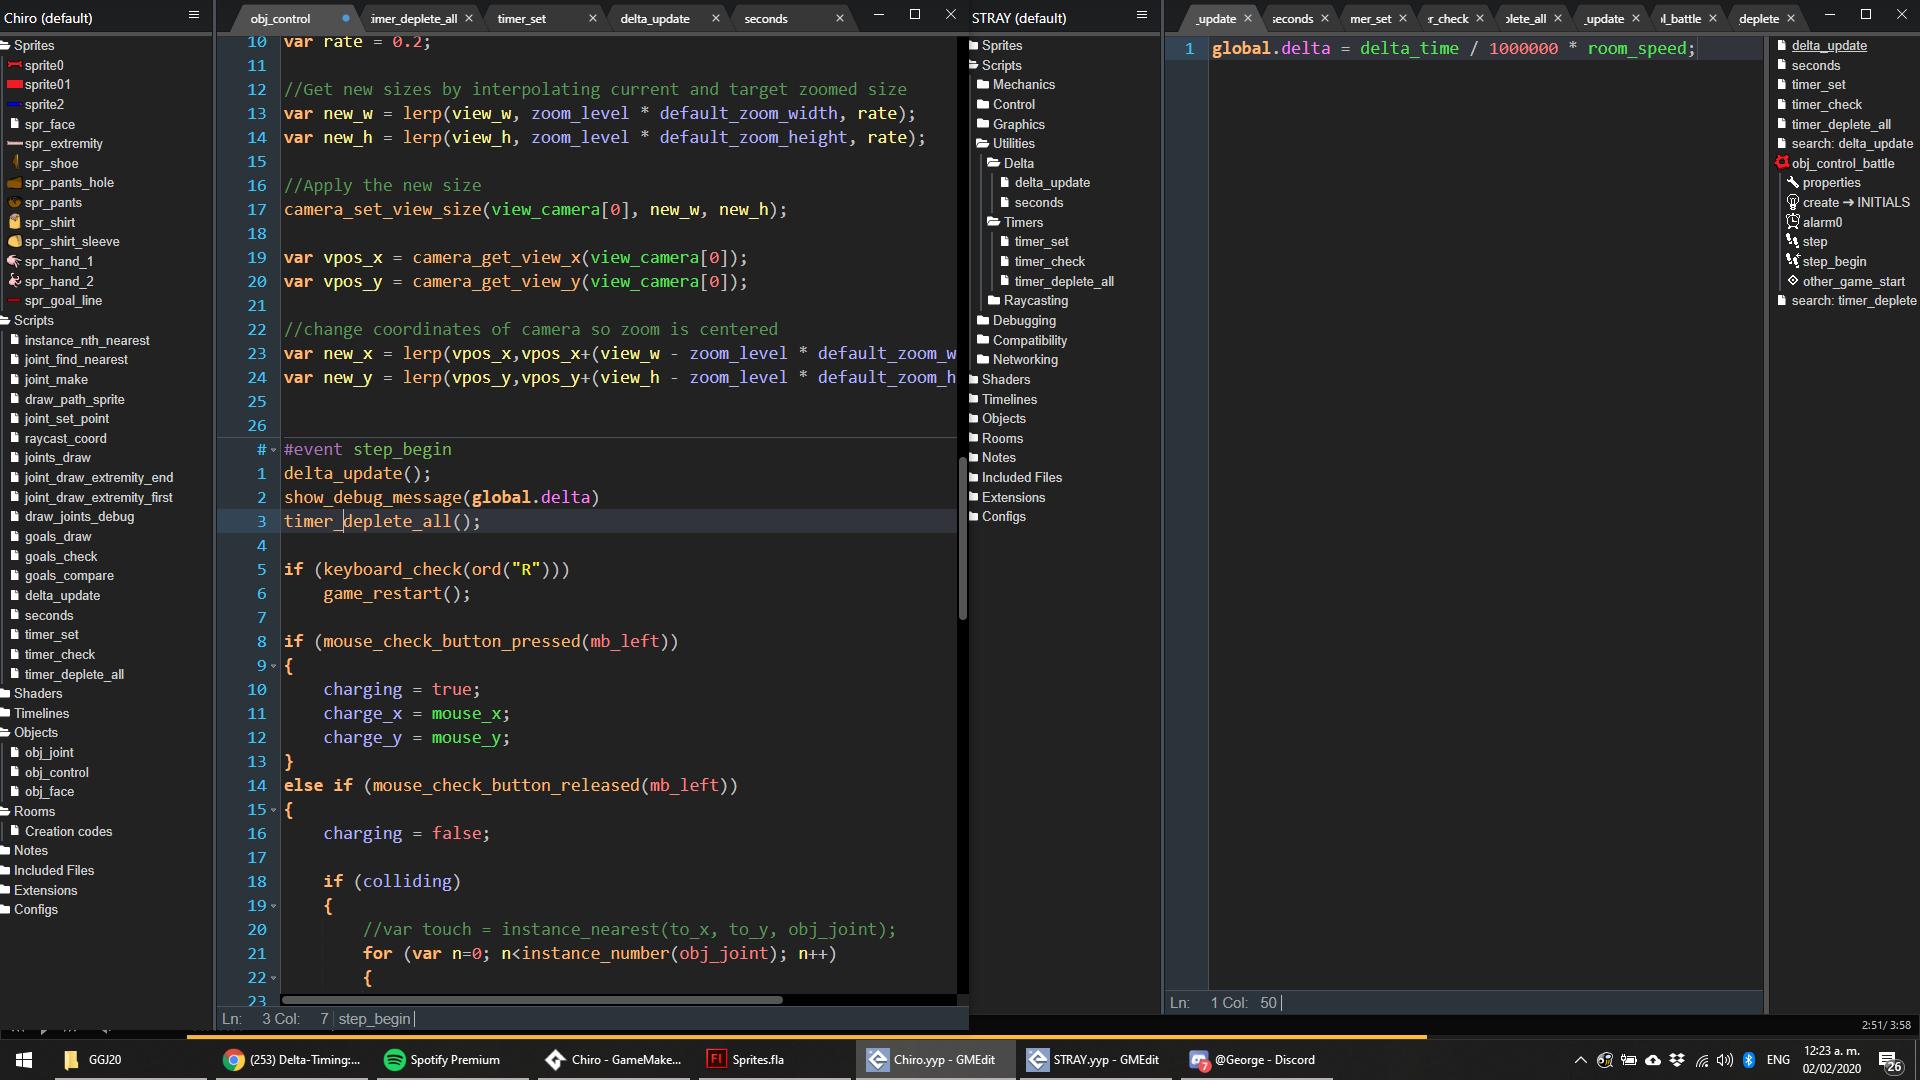 Chiro (default)
Sprites
sprite0
sprite01
sprite2
spr_face
spr_extremity
spr_shoe
spr_pants_hole
spr_pants
spr_shirt
spr_shirt_sleeve
spr_hand_1
spr_hand_2
spr_goal_line
Scripts
instance_nth_nearest
joint_find_nearest
joint_make
draw_path_sprite
joint_set_point
raycast_coord
joints_draw
joint_draw_extremity_end
joint_draw_extremity_first
draw_joints_debug
goals_draw
goals_check
goals_compare
delta_update
seconds
timer_set
timer_check
timer_deplete_all
Shaders
Timelines
Objects
obj_joint
obj_control
obj_face
Rooms
Creation codes
Notes
Included Files
Extensions
Configs
obj_control timer_deplete_all timer_set delta_update seconds
10 var rate = 0.2;
11
12 //Get new sizes by interpolating current and target zoomed size
13 var new_w = lerp(view_w, zoom_level * default_zoom_width, rate);
14 var new_h = lerp(view_h, zoom_level * default_zoom_height, rate);
15
16 //Apply the new size
17 camera_set_view_size(view_camera[0], new_w, new_h);
18
19 var vpos_x = camera_get_view_x(view_camera[0]);
20 var vpos_y = camera_get_view_y(view_camera[0]);
21
22 //change coordinates of camera so zoom is centered
23 var new_x = lerp(vpos_x,vpos_x+(view_w - zoom_level * default_zoom_w
24 var new_y = lerp(vpos_y,vpos_y+(view_h - zoom_level * default_zoom_h
25
26
# #event step_begin
1 delta_update();
2 show_debug_message(global.delta)
3 timer_deplete_all();
4
5 if (keyboard_check(ord("R")))
6 game_restart();
7
8 if (mouse_check_button_pressed(mb_left))
9 {
10 charging = true;
11 charge_x = mouse_x;
12 charge_y = mouse_y;
13 }
14 else if (mouse_check_button_released(mb_left))
15 {
16 charging = false;
17
18 if (colliding)
19 {
20 //var touch = instance_nearest(to_x, to_y, obj_joint);
21 for (var n=0; n<instance_number(obj_joint); n++)
22 {
23
Ln: 3 Col: 7 step_begin
STRAY (default)
Sprites
Scripts
Mechanics
Control
Graphics
Utilities
Delta
delta_update
seconds
Timers
timer_set
timer_check
timer_deplete_all
Raycasting
Debugging
Compatibility
Networking
Shaders
Timelines
Objects
Rooms
Notes
Included Files
Extensions
Configs
_update seconds mer_set r_check plete_all _update l_battle deplete
1 global.delta = delta_time / 1000000 * room_speed;
Ln: 1 Col: 50
delta_update
seconds
timer_set
timer_check
timer_deplete_all
search: delta_update
obj_control_battle
properties
create → INITIALS
alarm0
step
step_begin
other_game_start
search: timer_deplete
2:51/ 3:58
GGJ20
(253) Delta-Timing:...
Spotify Premium
Chiro - GameMake...
Sprites.fla
Chiro.yyp - GMEdit
STRAY.yyp - GMEdit
7
@George - Discord
ENG
12:23 a. m.
02/02/2020
26